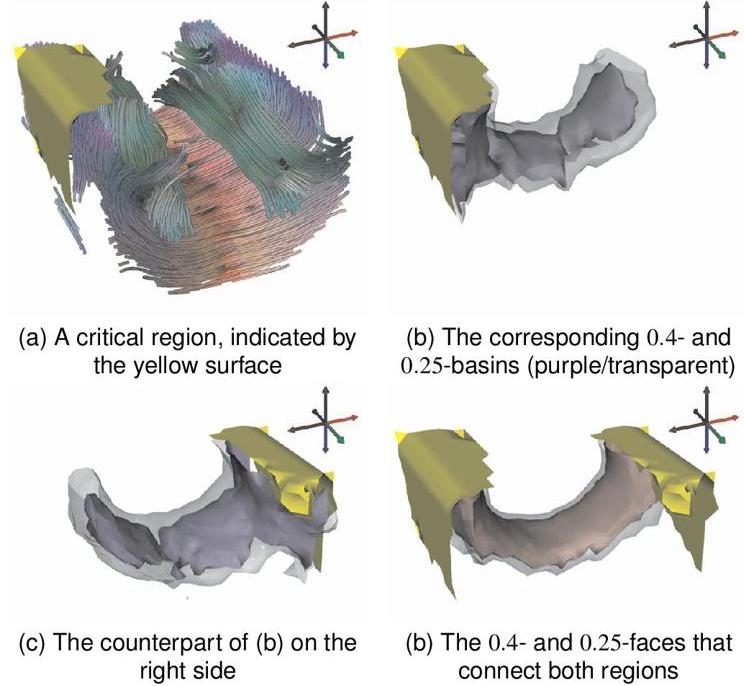 (a) A critical region, indicated by
the yellow surface
(b) The corresponding 0.4- and
0.25-basins (purple/transparent)
(c) The counterpart of (b) on the
right side
(b) The 0.4- and 0.25-faces that
connect both regions